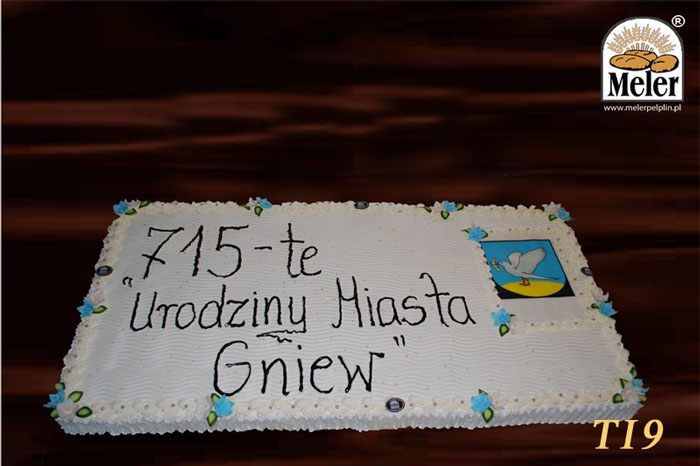 ®
Meler
www.melerpelplin.pl
715-te
"Urodziny Miasta
Gniew"
TI9